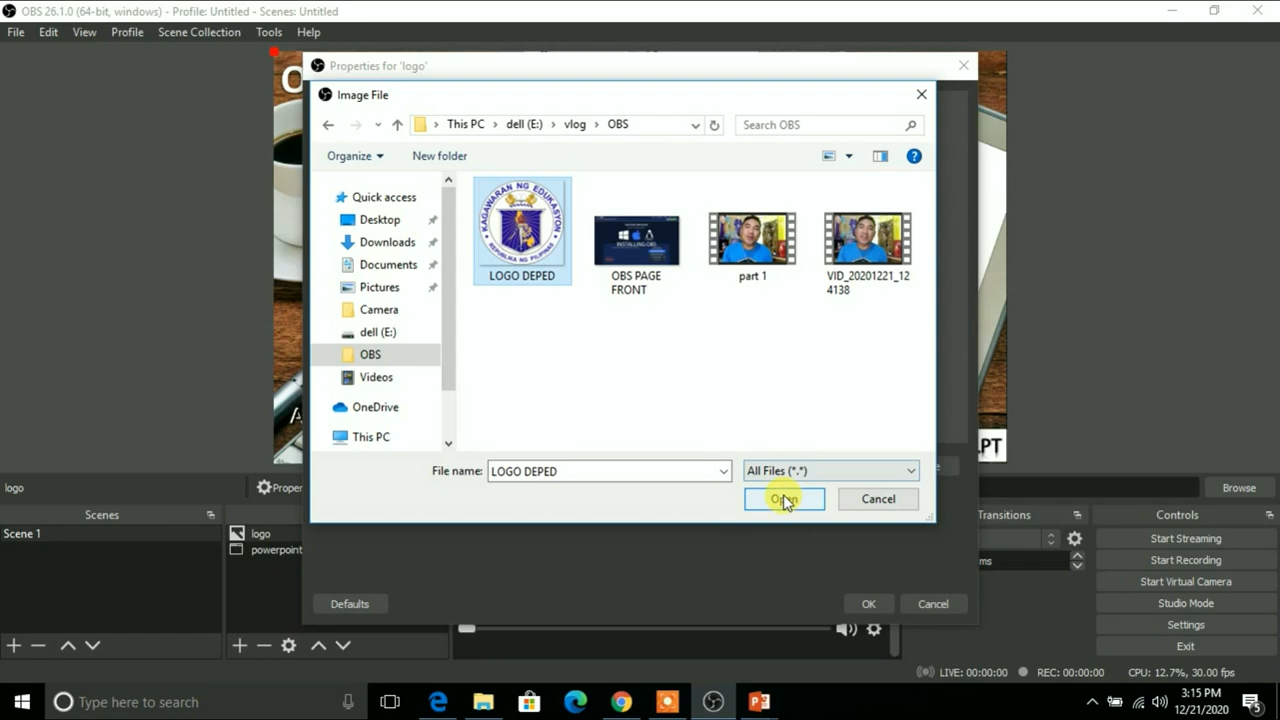 OBS 26.1.0 (64-bit, windows) - Profile: Untitled - Scenes: Untitled
File Edit View Profile Scene Collection Tools Help
Properties for 'logo'
Image File
This PC > dell (E:) > vlog > OBS
Search OBS
Organize New folder
Quick access
Desktop
Downloads
Documents
Pictures
Camera
dell (E:)
OBS
Videos
OneDrive
This PC
KAGAWARAN NG EDUKASYON
REPUBLIKA NG PILIPINAS
LOGO DEPED
INSTALLING OBS
OBS PAGE
FRONT
part 1
VID_20201221_12
4138
File name: LOGO DEPED All Files (*.*)
Open Cancel
PT
logo
Browse
Scenes
Transitions
Controls
Scene 1
logo
powerpoint
ms
Start Streaming
Start Recording
Start Virtual Camera
Studio Mode
Settings
Exit
Defaults OK Cancel
LIVE: 00:00:00 REC: 00:00:00 CPU: 12.7%, 30.00 fps
Type here to search
3:15 PM
12/21/2020
5